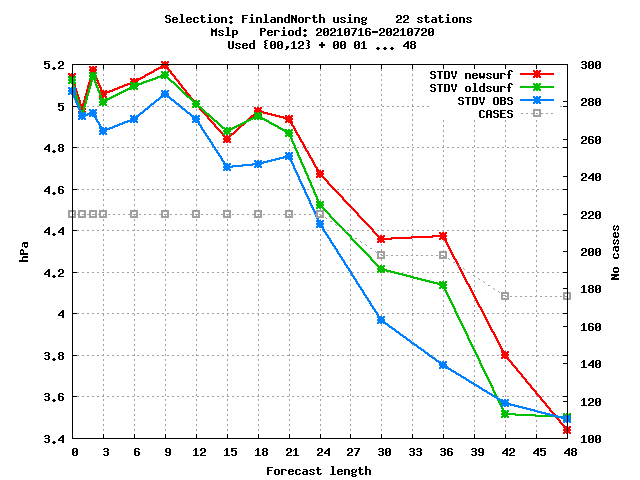 Selection: FinlandNorth using    22 stations
Mslp   Period: 20210716-20210720
Used {00,12} + 00 01 ... 48
STDV newsurf
STDV oldsurf
STDV OBS
CASES
5,2
5
4,8
4,6
4,4
4,2
4
3,8
3,6
3,4
hPa
300
280
260
240
220
200
180
160
140
120
100
No cases
0 3 6 9 12 15 18 21 24 27 30 33 36 39 42 45 48
Forecast length